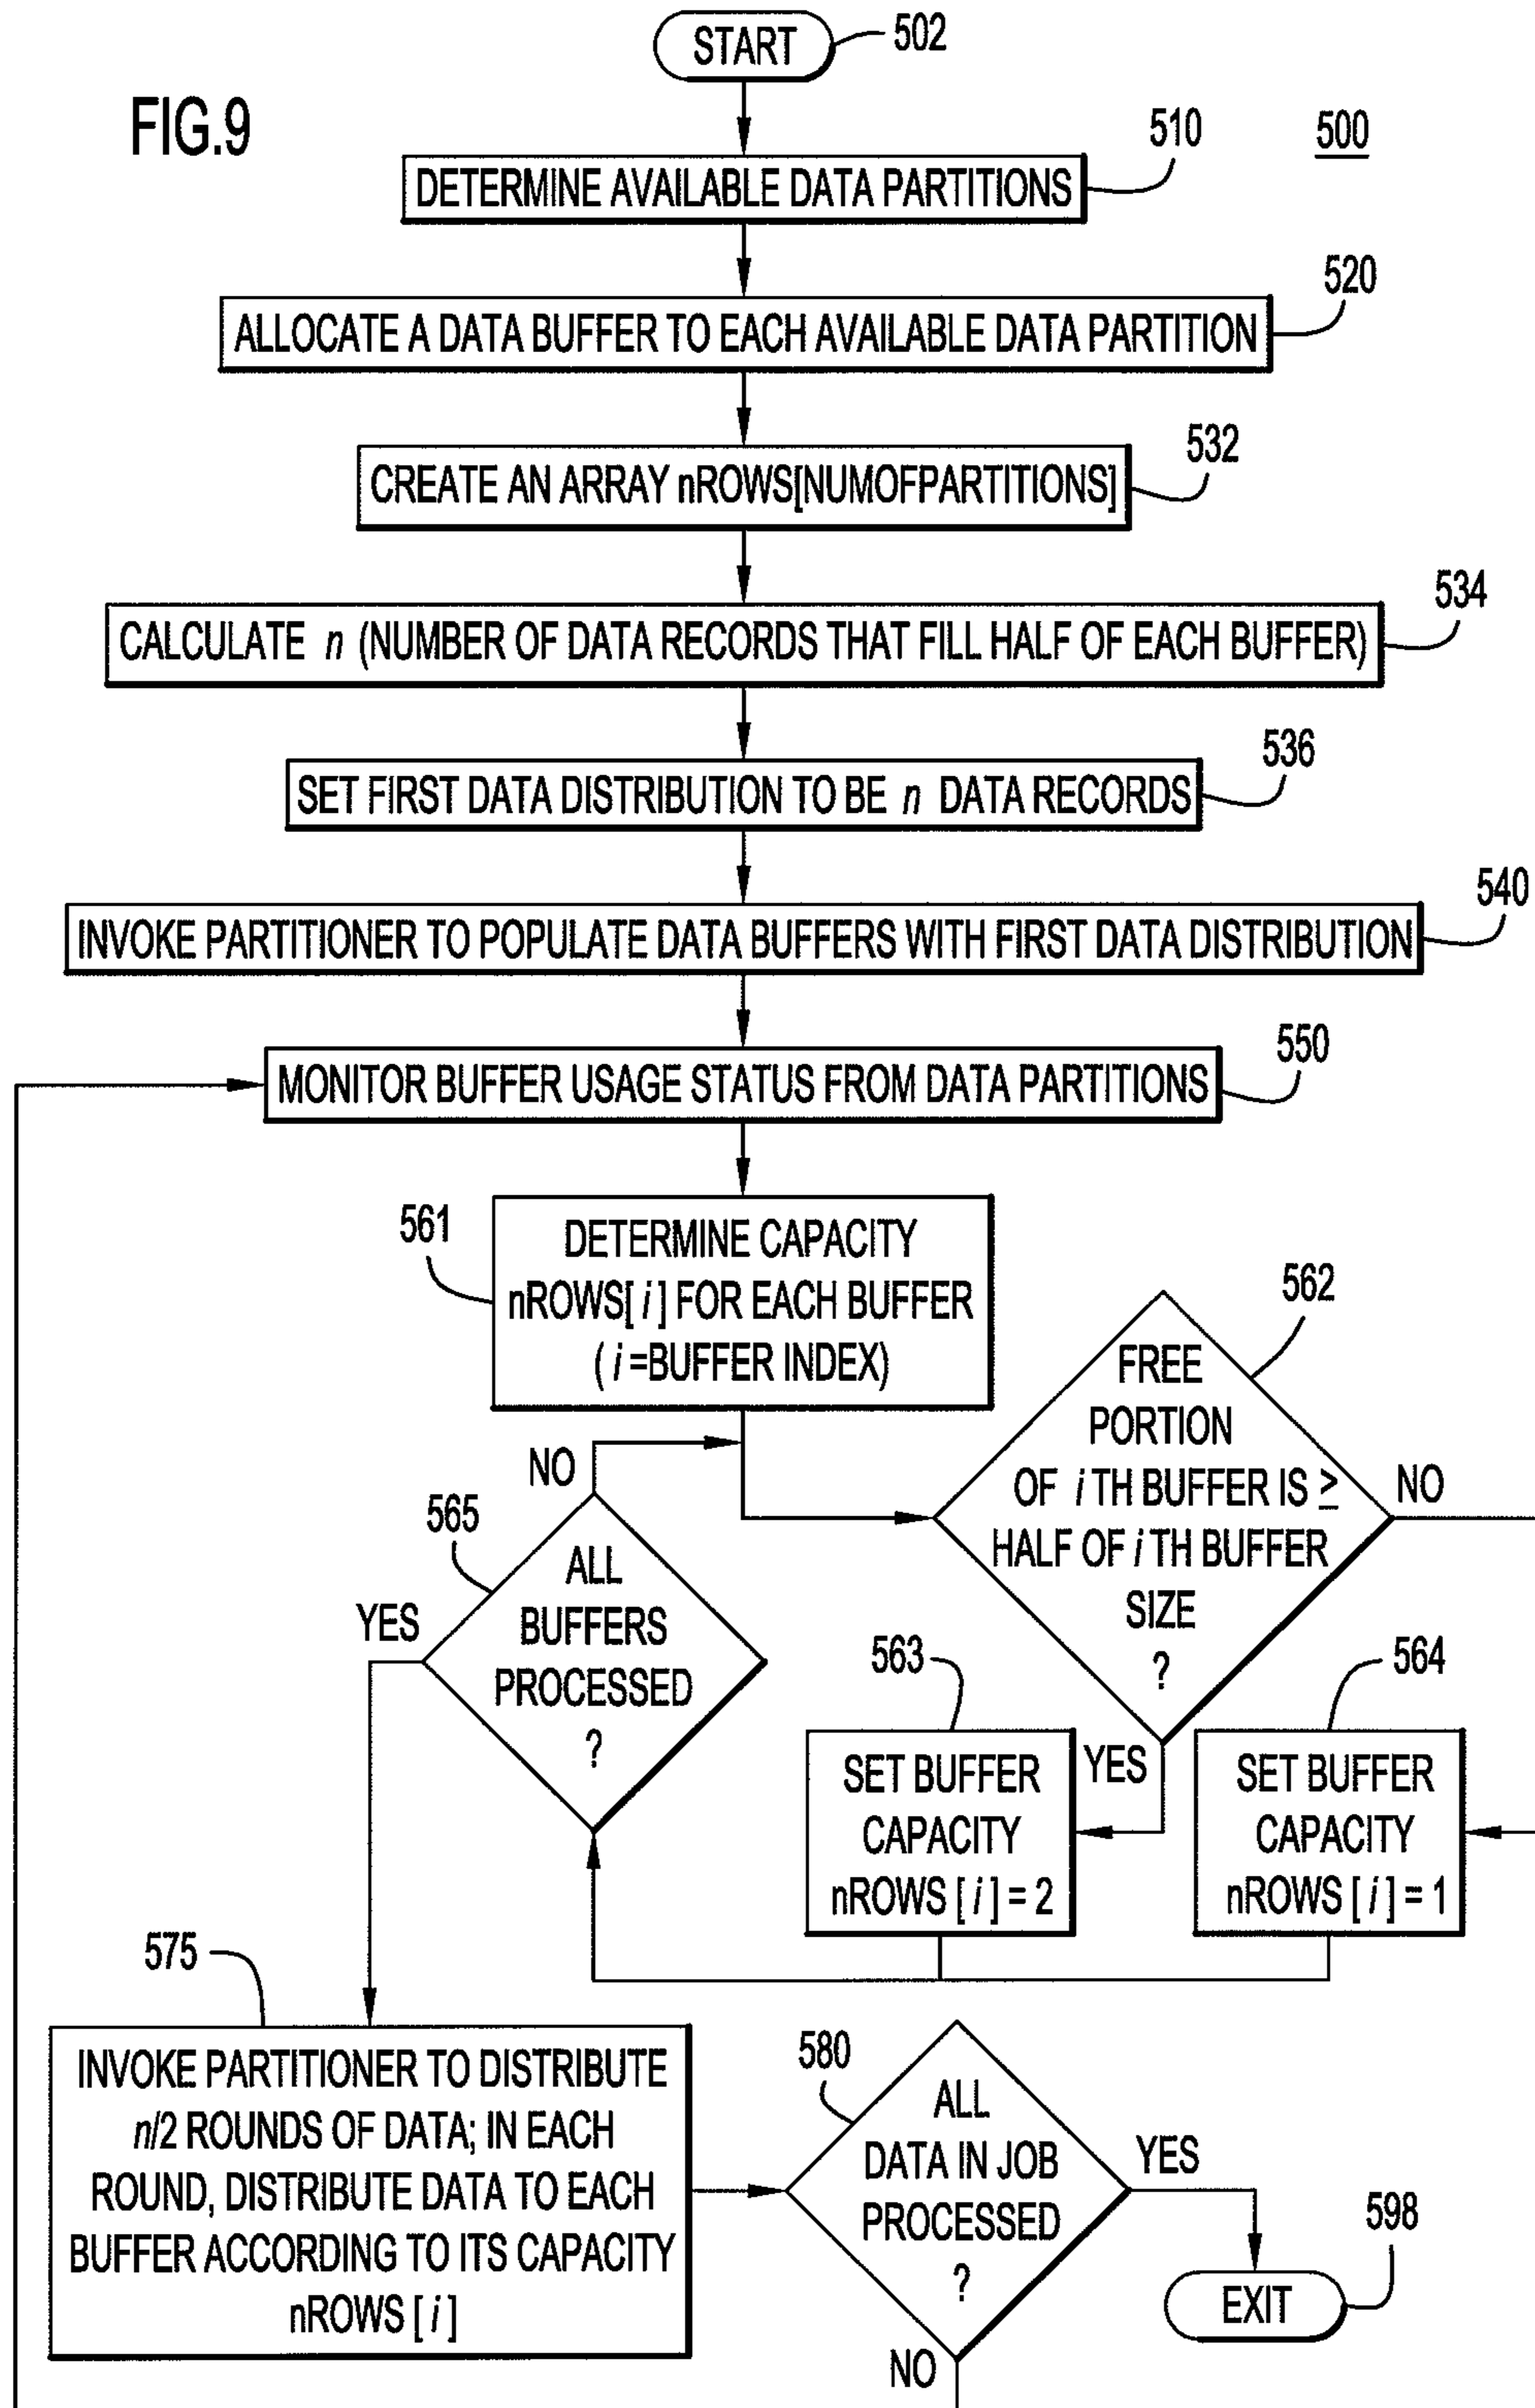 START
502
FIG.9
510
500
DETERMINE AVAILABLE DATA PARTITIONS
520
ALLOCATE A DATA BUFFER TO EACH AVAILABLE DATA PARTITION
532
CREATE AN ARRAY nROWS[NUMOFPARTITIONS]
534
CALCULATE n (NUMBER OF DATA RECORDS THAT FILL HALF OF EACH BUFFER)
536
SET FIRST DATA DISTRIBUTION TO BE n DATA RECORDS
540
INVOKE PARTITIONER TO POPULATE DATA BUFFERS WITH FIRST DATA DISTRIBUTION
550
MONITOR BUFFER USAGE STATUS FROM DATA PARTITIONS
561
DETERMINE CAPACITY
nROWS[ i ] FOR EACH BUFFER
( i =BUFFER INDEX)
562
FREE
PORTION
OF i TH BUFFER IS ≥
HALF OF i TH BUFFER
SIZE
?
NO
YES
563
SET BUFFER
CAPACITY
nROWS [ i ] = 2
564
SET BUFFER
CAPACITY
nROWS [ i ] = 1
565
ALL
BUFFERS
PROCESSED
?
NO
YES
575
INVOKE PARTITIONER TO DISTRIBUTE
n/2 ROUNDS OF DATA; IN EACH
ROUND, DISTRIBUTE DATA TO EACH
BUFFER ACCORDING TO ITS CAPACITY
nROWS [ i ]
580
ALL
DATA IN JOB
PROCESSED
?
YES
NO
EXIT
598